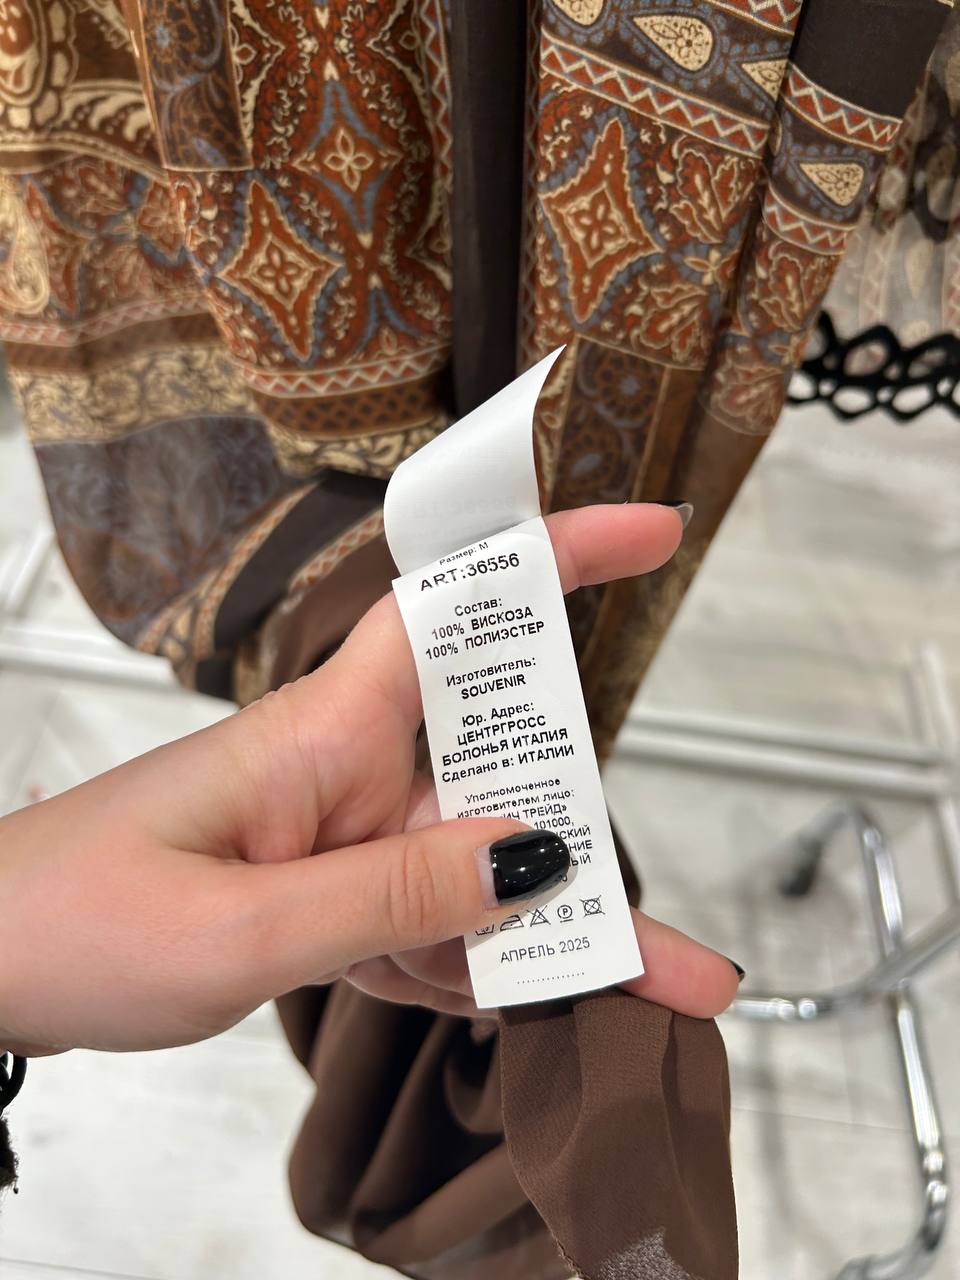 Размер: M
ART:36556
Состав:
100% ВИСКОЗА
100% ПОЛИЭСТЕР
Изготовитель:
SOUVENIR
Юр. Адрес:
ЦЕНТРГРОСС
БОЛОНЬЯ ИТАЛИЯ
Сделано в: ИТАЛИИ
Уполномоченное
изготовителем лицо:
ТРЕЙД»
101000,
P
АПРЕЛЬ 2025